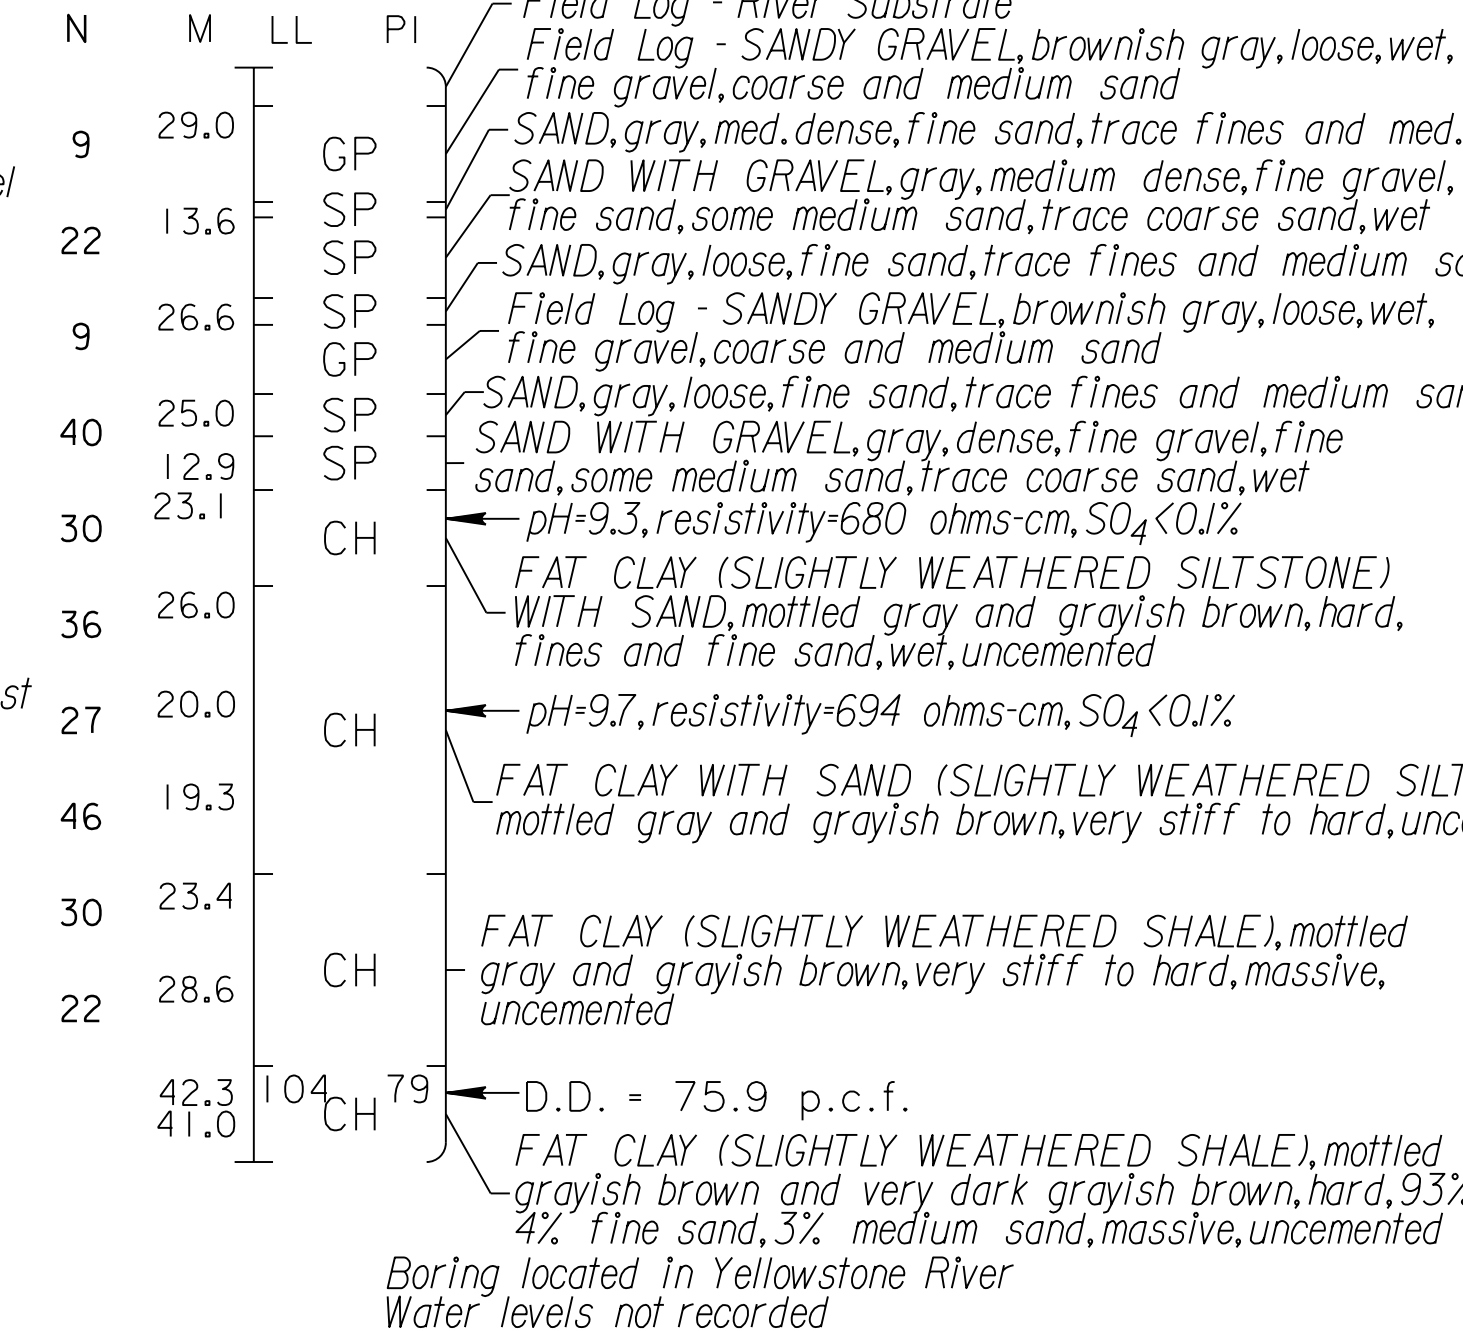 Field Log - River Substrate
N M LL PI
Field Log - SANDY GRAVEL, brownish gray, loose, wet,
fine gravel, coarse and medium sand
29.0
SAND, gray, med. dense, fine sand, trace fines and med.
9
GP
SAND WITH GRAVEL, gray, medium dense, fine gravel,
el
SP
fine sand, some medium sand, trace coarse sand, wet
13.6
22
SP
SAND, gray, loose, fine sand, trace fines and medium
26.6
SP
Field Log - SANDY GRAVEL, brownish gray, loose, wet,
9
GP
fine gravel, coarse and medium sand
SAND, gray, loose, fine sand, trace fines and medium
25.0
SP
40
SAND WITH GRAVEL, gray, dense, fine gravel, fine
12.9
SP
sand, some medium sand, trace coarse sand, wet
23.1
pH=9.3, resistivity=680 ohms-cm, SO4<0.1%
30
CH
FAT CLAY (SLIGHTLY WEATHERED SILTSTONE)
WITH SAND, mottled gray and grayish brown, hard,
fines and fine sand, wet, uncemented
26.0
36
st
20.0
pH=9.7, resistivity=694 ohms-cm, SO4<0.1%
27
CH
FAT CLAY WITH SAND (SLIGHTLY WEATHERED SILT
mottled gray and grayish brown, very stiff to hard, unc
19.3
46
23.4
30
FAT CLAY (SLIGHTLY WEATHERED SHALE), mottled
gray and grayish brown, very stiff to hard, massive,
uncemented
CH
28.6
22
42.3 104 79
D.D. = 75.9 p.c.f.
41.0
CH
FAT CLAY (SLIGHTLY WEATHERED SHALE), mottled
grayish brown and very dark grayish brown, hard, 93%
4% fine sand, 3% medium sand, massive, uncemented
Boring located in Yellowstone River
Water levels not recorded